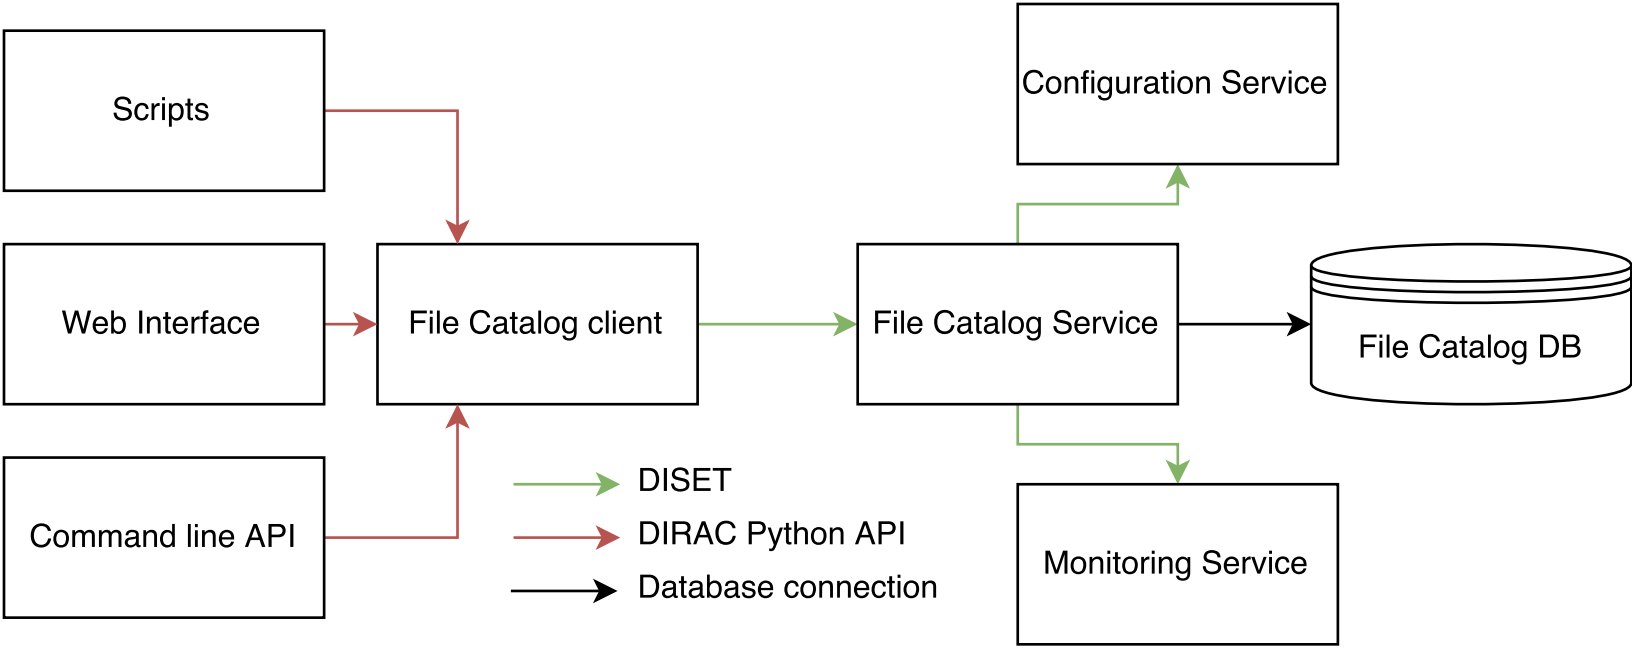 Scripts
Configuration Service
Web Interface
File Catalog client
File Catalog Service
File Catalog DB
Command line API
DISET
DIRAC Python API
Database connection
Monitoring Service